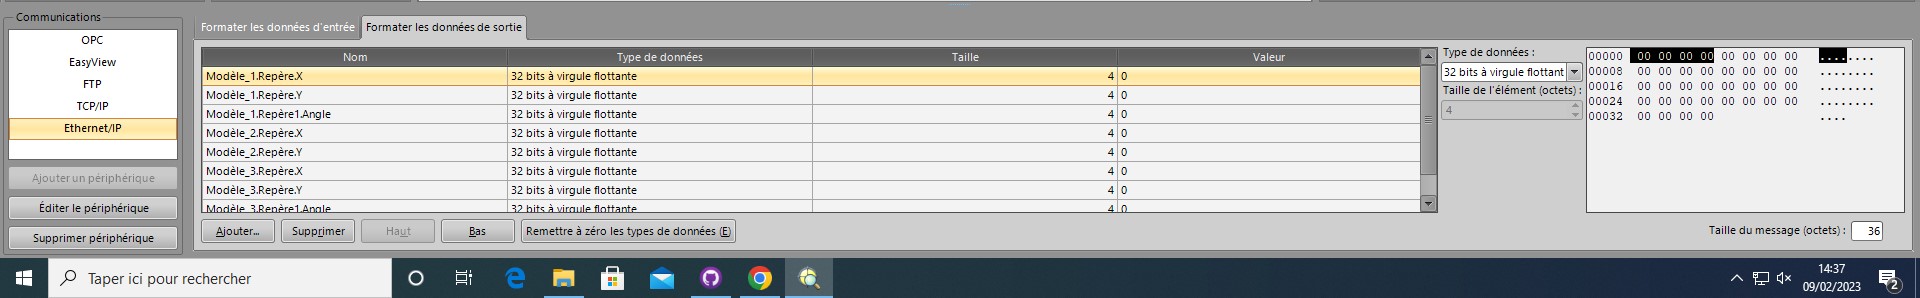 Communications
OPC
EasyView
FTP
TCP/IP
Ethernet/IP
Ajouter un périphérique
Éditer le périphérique
Supprimer périphérique
Formater les données d'entrée Formater les données de sortie
Nom Type de données Taille Valeur
Modèle_1.Repère.X 32 bits à virgule flottante 4 0
Modèle_1.Repère.Y 32 bits à virgule flottante 4 0
Modèle_1.Repère1.Angle 32 bits à virgule flottante 4 0
Modèle_2.Repère.X 32 bits à virgule flottante 4 0
Modèle_2.Repère.Y 32 bits à virgule flottante 4 0
Modèle_3.Repère.X 32 bits à virgule flottante 4 0
Modèle_3.Repère.Y 32 bits à virgule flottante 4 0
Modèle_3.Repère1.Angle 32 bits à virgule flottante 4 0
Ajouter... Supprimer Haut Bas Remettre à zéro les types de données (E)
Type de données :
32 bits à virgule flottant
Taille de l'élément (octets) :
4
00000 00 00 00 00 00 00 00 00 ........
00008 00 00 00 00 00 00 00 00 ........
00016 00 00 00 00 00 00 00 00 ........
00024 00 00 00 00 00 00 00 00 ........
00032 00 00 00 00 ....
Taille du message (octets) : 36
Taper ici pour rechercher
14:37
09/02/2023
2